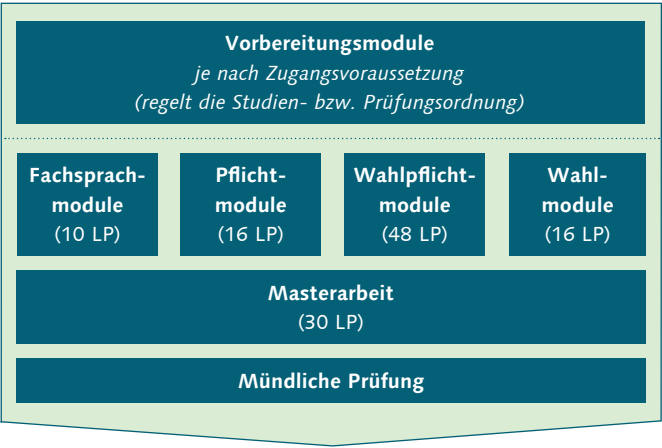 Vorbereitungsmodule
je nach Zugangsvoraussetzung
(regelt die Studien- bzw. Prüfungsordnung)
Fachsprach-
module
(10 LP)
Pflicht-
module
(16 LP)
Wahlpflicht-
module
(48 LP)
Wahl-
module
(16 LP)
Masterarbeit
(30 LP)
Mündliche Prüfung